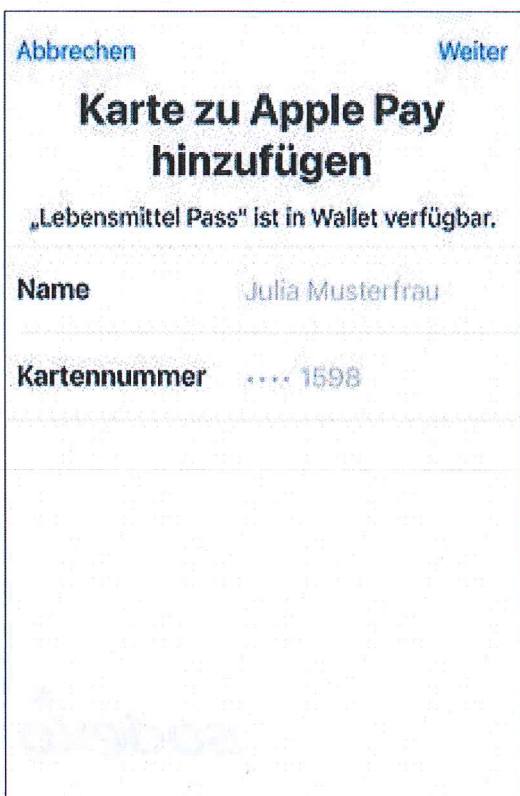 Abbrechen Weiter
Karte zu Apple Pay
hinzufügen
„Lebensmittel Pass" ist in Wallet verfügbar.
Name Julia Musterfrau
Kartennummer •••• 1598